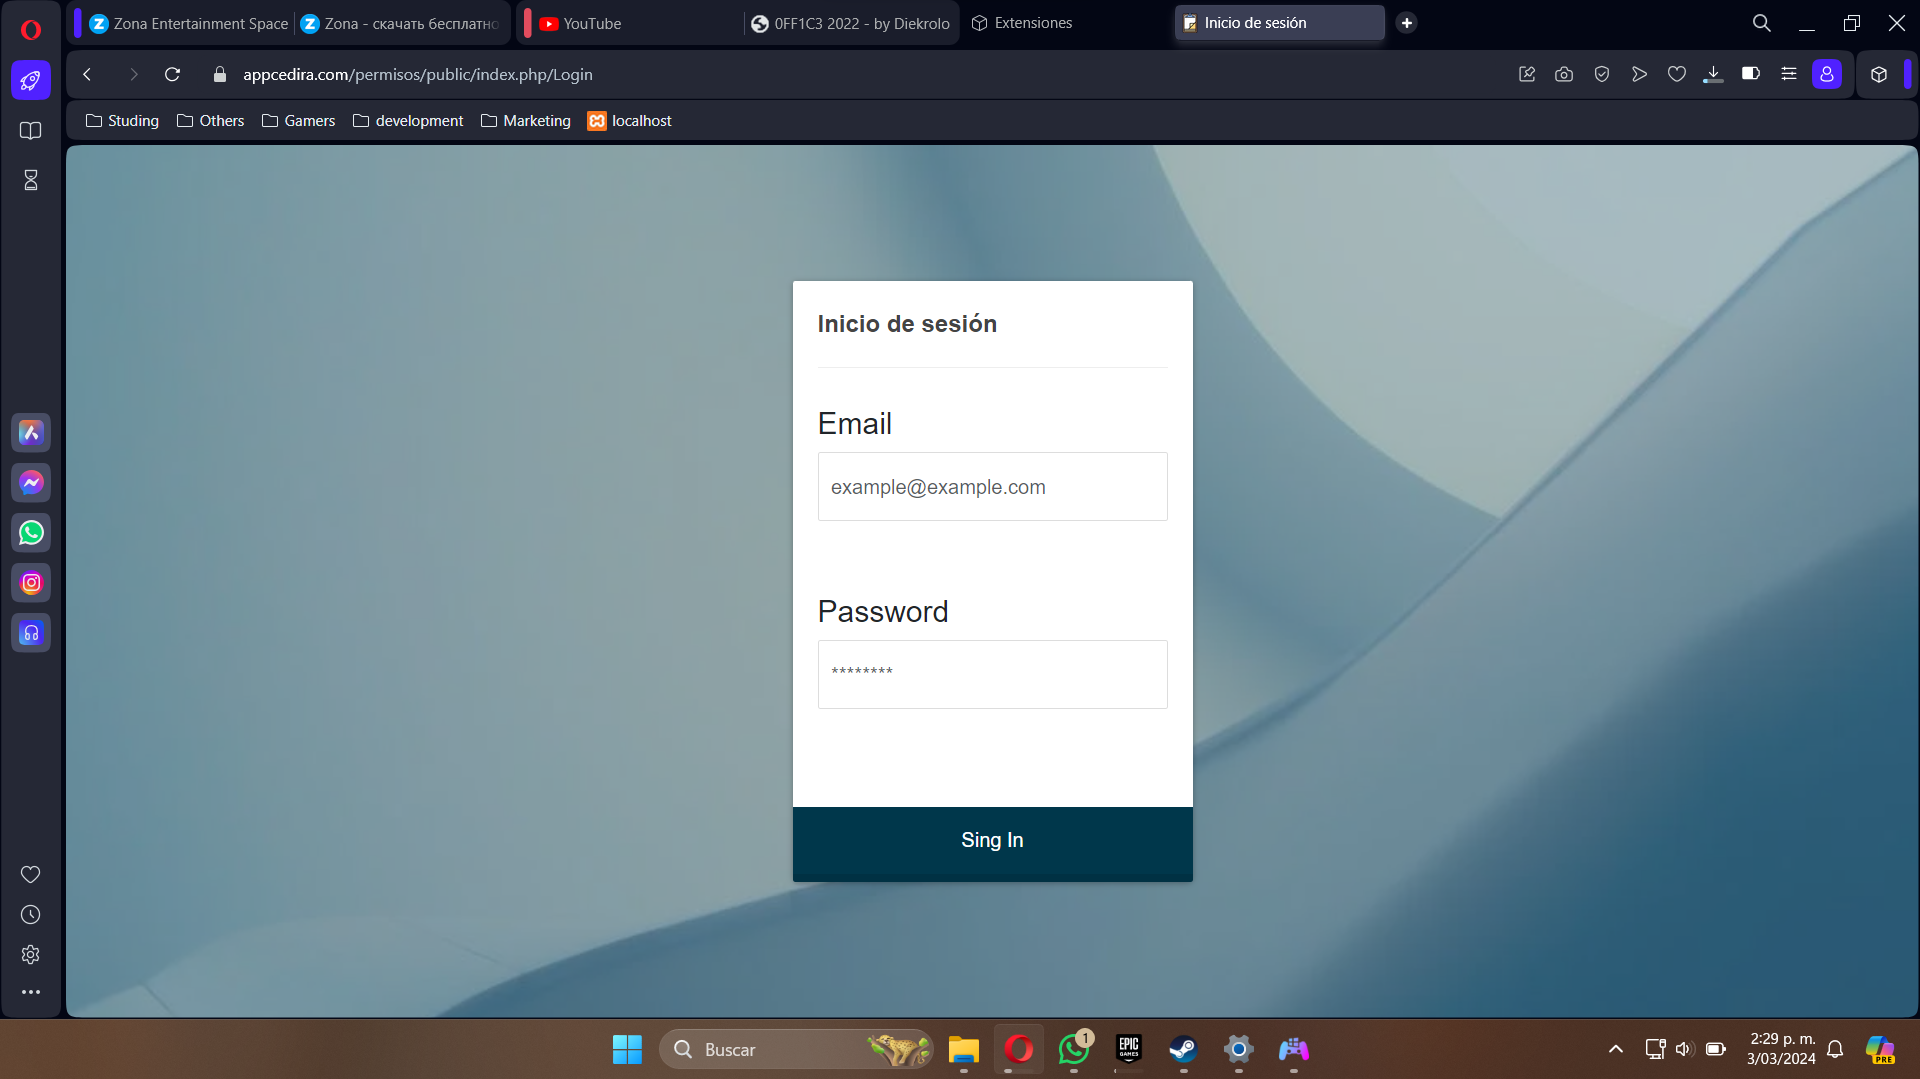 Zona Entertainment Space
Zona - скачать бесплатно
YouTube
0FF1C3 2022 - by Diekrolo
Extensiones
Inicio de sesión
appcedira.com/permisos/public/index.php/Login
Studing
Others
Gamers
development
Marketing
localhost
Inicio de sesión
Email
example@example.com
Password
********
Sing In
Buscar
1
EPIC
GAMES
2:29 p. m.
3/03/2024
PRE